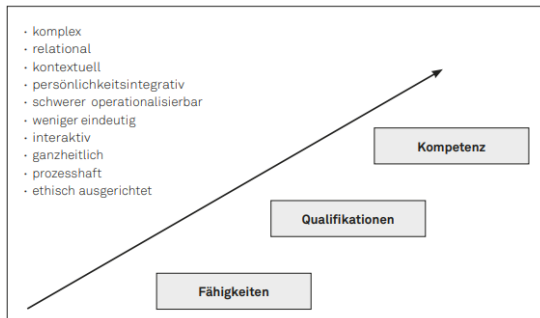 · komplex
· relational
· kontextuell
· persönlichkeitsintegrativ
· schwerer operationalisierbar
· weniger eindeutig
· interaktiv
· ganzheitlich
· prozesshaft
· ethisch ausgerichtet
Kompetenz
Qualifikationen
Fähigkeiten